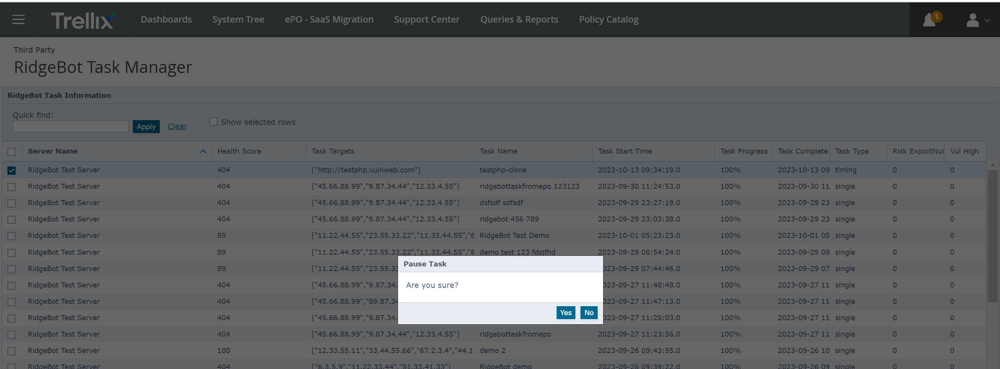 Trellix Dashboards System Tree ePO - SaaS Migration Support Center Queries & Reports Policy Catalog 1
Third Party
RidgeBot Task Manager
RidgeBot Task Information
Quick find:
Apply Clear Show selected rows
Server Name Health Score Task Targets Task Name Task Start Time Task Progress Task Complete Task Type Risk ExploitNur Vul High
RidgeBot Test Server 404 ["http://testphp.vulnweb.com"] testphp-clone 2023-10-13 09:34:19.0 100% 2023-10-13 09 timing 0 0
RidgeBot Test Server 404 ["45.66.88.99","9.87.34.44","12.33.4.55"] ridgebottaskfromepo 123123 2023-09-30 11:24:53.0 100% 2023-09-30 11 single 0 0
RidgeBot Test Server 404 ["45.66.88.99","9.87.34.44","12.33.4.55"] dsfsdf sdfsdf 2023-09-29 23:27:19.0 100% 2023-09-29 23 single 0 0
RidgeBot Test Server 404 ["45.66.88.99","9.87.34.44","12.33.4.55"] ridgebot 456 789 2023-09-29 23:03:38.0 100% 2023-09-29 23 single 0 0
RidgeBot Test Server 89 ["11.22.44.55","23.55.33.22","11.33.44.55","6 RidgeBot Test Demo 2023-10-01 05:23:23.0 100% 2023-10-01 05 single 0 0
RidgeBot Test Server 89 ["11.22.44.55","23.55.33.22","11.33.44.55","6 demo test 123 fdsjfhd 2023-09-29 08:54:24.0 100% 2023-09-29 09 single 0 0
RidgeBot Test Server 89 ["11.22.44.55","23.55.33 023-09-29 07:44:46.0 100% 2023-09-29 07 single 0 0
RidgeBot Test Server 404 ["45.66.88.99","9.87.34. 023-09-27 11:48:48.0 100% 2023-09-27 11 single 0 0
RidgeBot Test Server 404 ["45.66.88.99","89.87.34 023-09-27 11:47:13.0 100% 2023-09-27 11 single 0 0
RidgeBot Test Server 404 ["45.66.88.99","9.87.34. 023-09-27 11:25:03.0 100% 2023-09-27 11 single 0 0
RidgeBot Test Server 404 ["45.66.88.99","9.87.34.44","12.33.4.55"] ridgebottaskfromepo 2023-09-27 11:23:56.0 100% 2023-09-27 11 single 0 0
RidgeBot Test Server 100 ["12.33.55.11","33.44.55.66","67.2.3.4","44.1 demo 2 2023-09-26 09:43:55.0 100% 2023-09-26 10 single 0 0
RidgeBot Test Server 404 ["6.3.5.9","11.22.33.44","51.33.41.33"] RidgeBot demo 2023-09-26 09:39:22.0 100% 2023-09-26 09 single 0 0
Pause Task
Are you sure?
Yes No